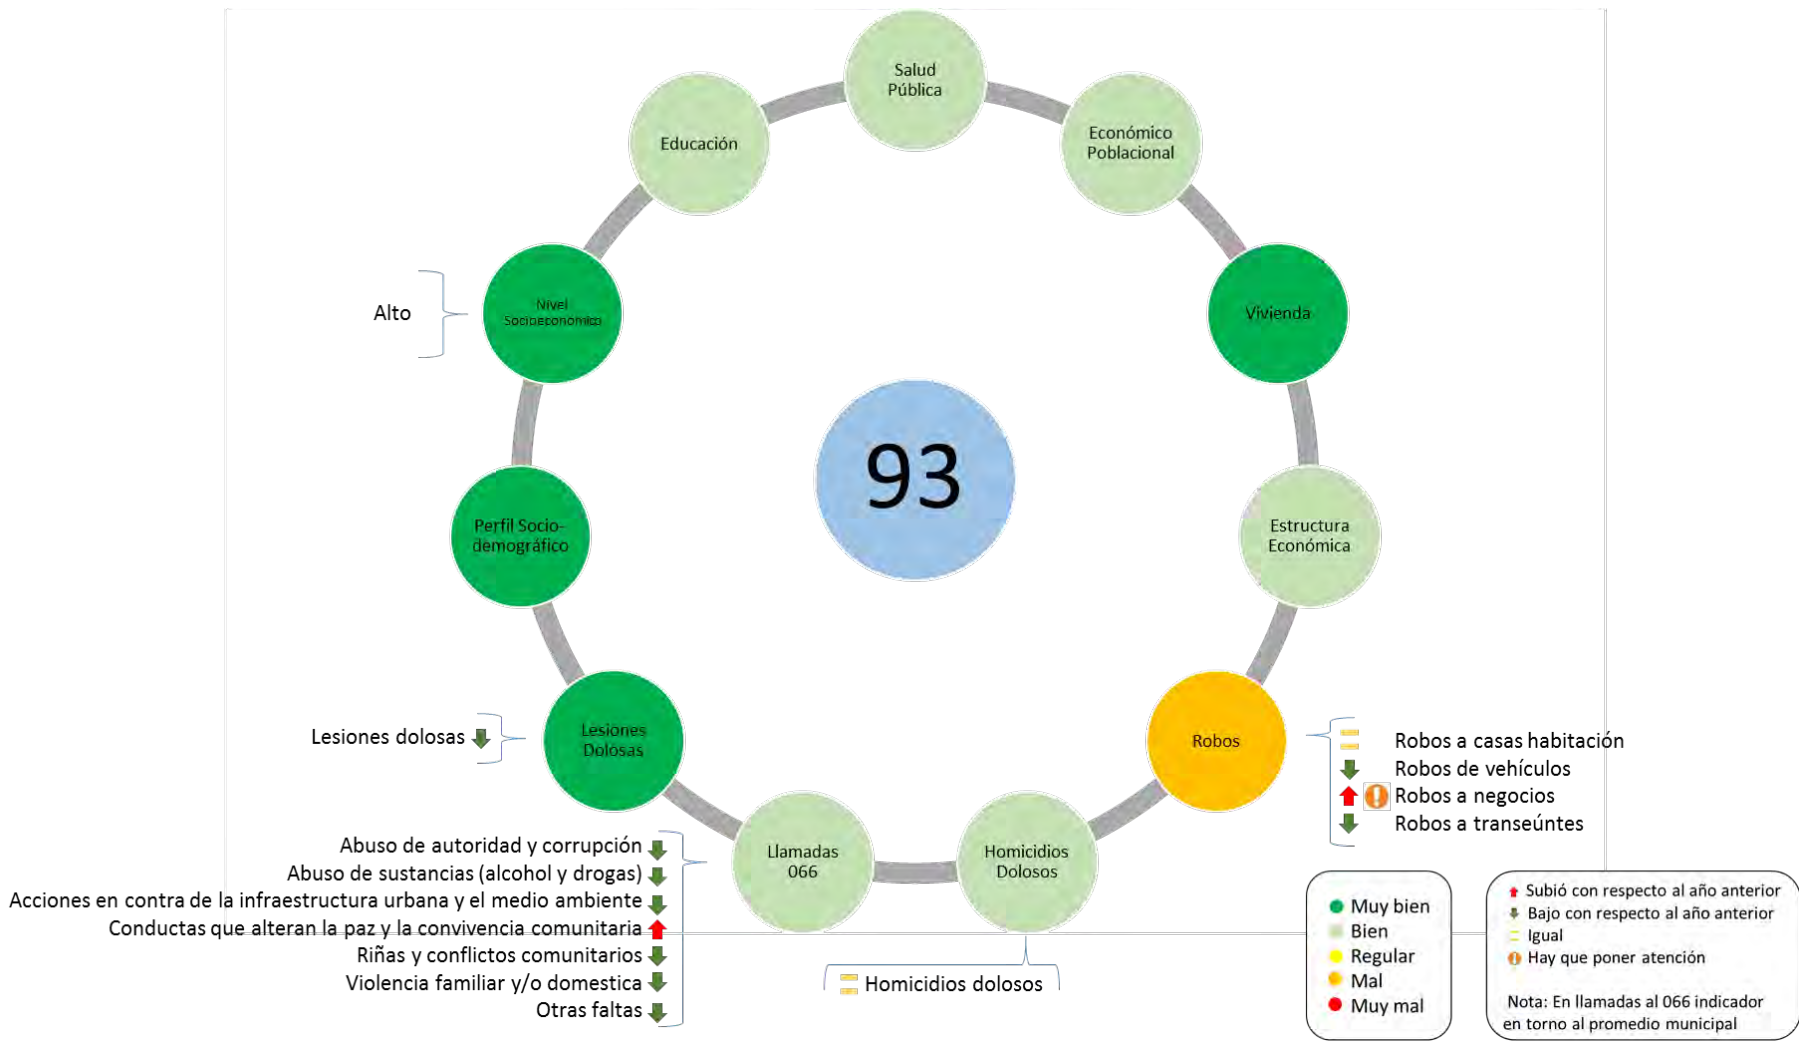 Salud
Pública
Educación
Económico
Poblacional
Alto
Nivel
Socioeconómico
Vivienda
93
Perfil Socio-
demográfico
Estructura
Económica
Lesiones dolosas
Lesiones
Dolosas
Robos
Robos a casas habitación
Robos de vehículos
Robos a negocios
Robos a transeúntes
Llamadas
066
Homicidios
Dolosos
Abuso de autoridad y corrupción
Abuso de sustancias (alcohol y drogas)
Acciones en contra de la infraestructura urbana y el medio ambiente
Conductas que alteran la paz y la convivencia comunitaria
Riñas y conflictos comunitarios
Violencia familiar y/o domestica
Otras faltas
Homicidios dolosos
Muy bien
Bien
Regular
Mal
Muy mal
Subió con respecto al año anterior
Bajo con respecto al año anterior
Igual
Hay que poner atención
Nota: En llamadas al 066 indicador
en torno al promedio municipal